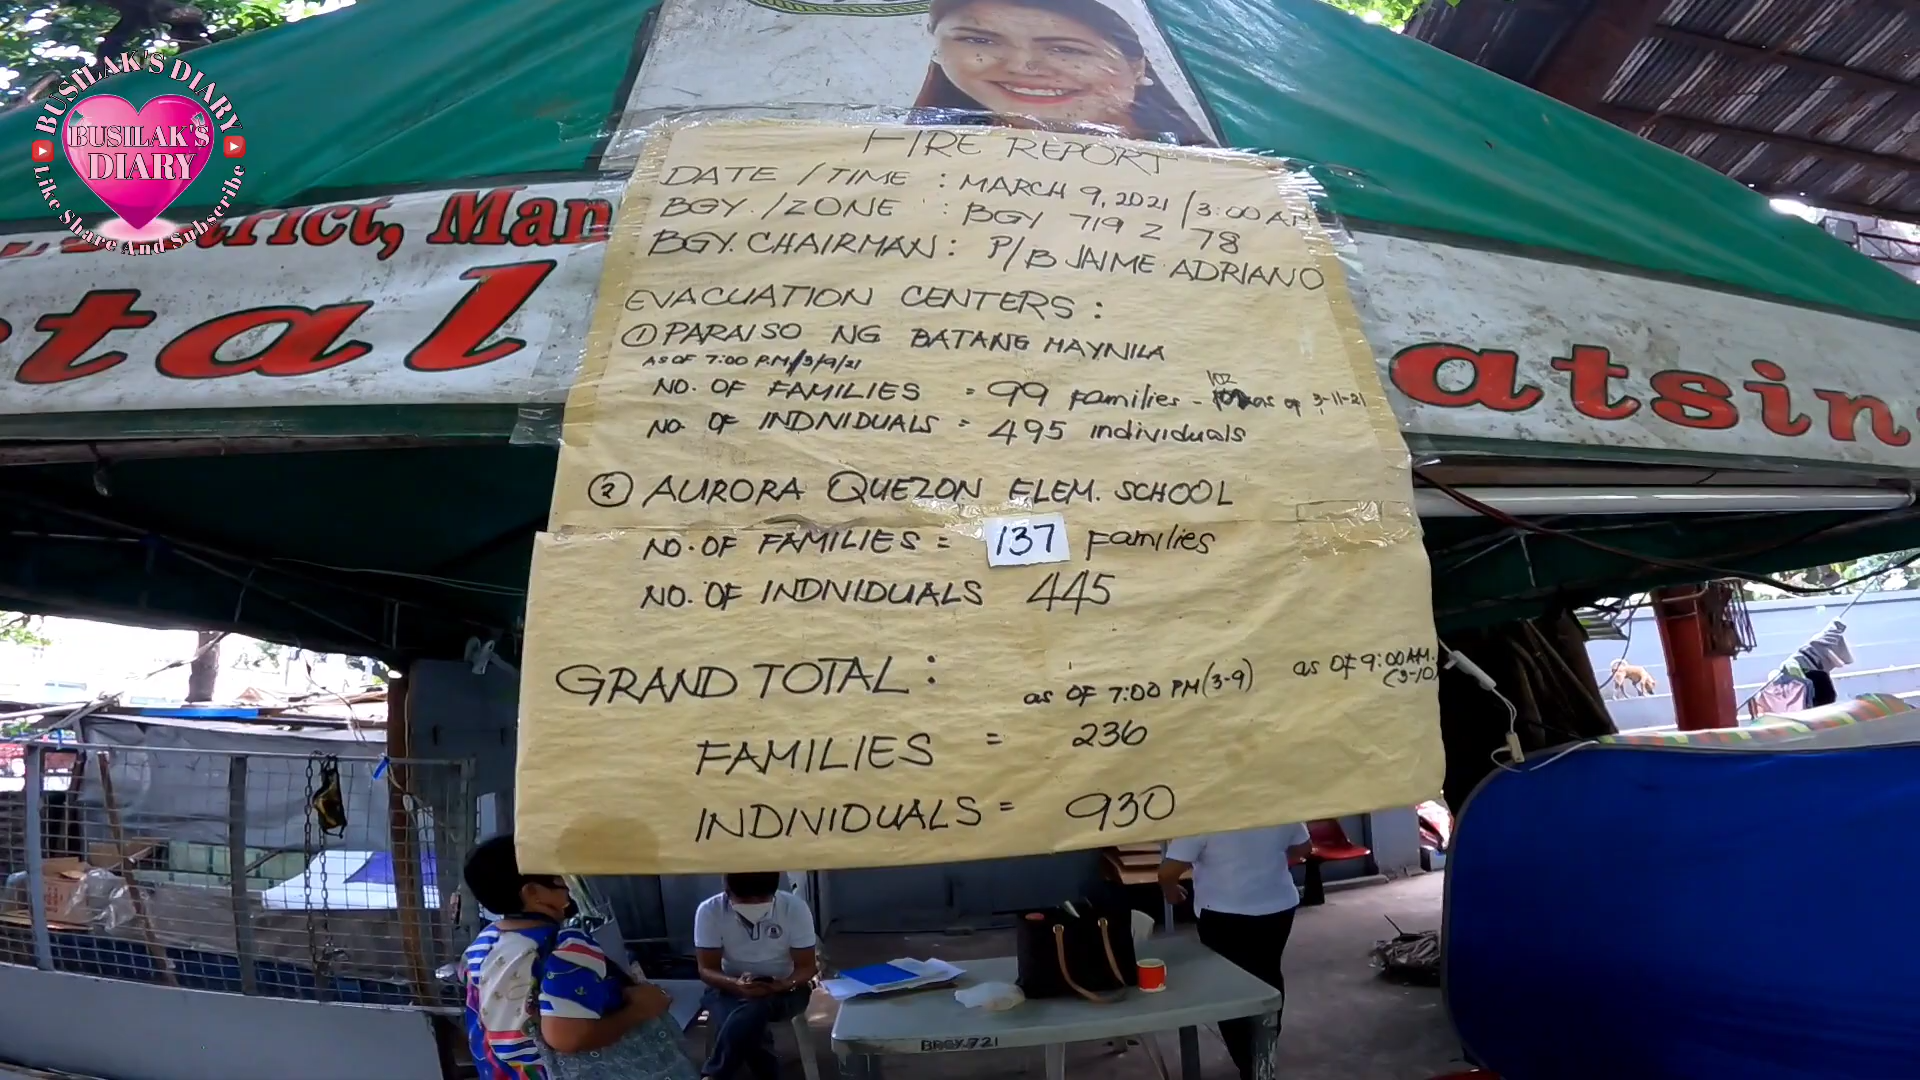 BUSILAK'S DIARY
BUSILAK'S
DIARY
Like Share And Subscribe
District, Man
tal
atsin
FIRE REPORT
DATE / TIME : MARCH 9, 2021 / 3:00 AM
BGY. / ZONE : BGY 719 Z 78
BGY. CHAIRMAN : P/B JAIME ADRIANO
EVACUATION CENTERS :
① PARAISO NG BATANG MAYNILA
AS OF 7:00 P.M/3/9/21
NO. OF FAMILIES = 99 families - 102 as of 3-11-21
NO. OF INDIVIDUALS = 495 individuals
② AURORA QUEZON ELEM. SCHOOL
NO. OF FAMILIES = 137 families
NO. OF INDIVIDUALS 445
GRAND TOTAL : as of 7:00 PM (3-9) as of 9:00 AM. (3-10)
FAMILIES = 236
INDIVIDUALS = 930
BRGY. 721